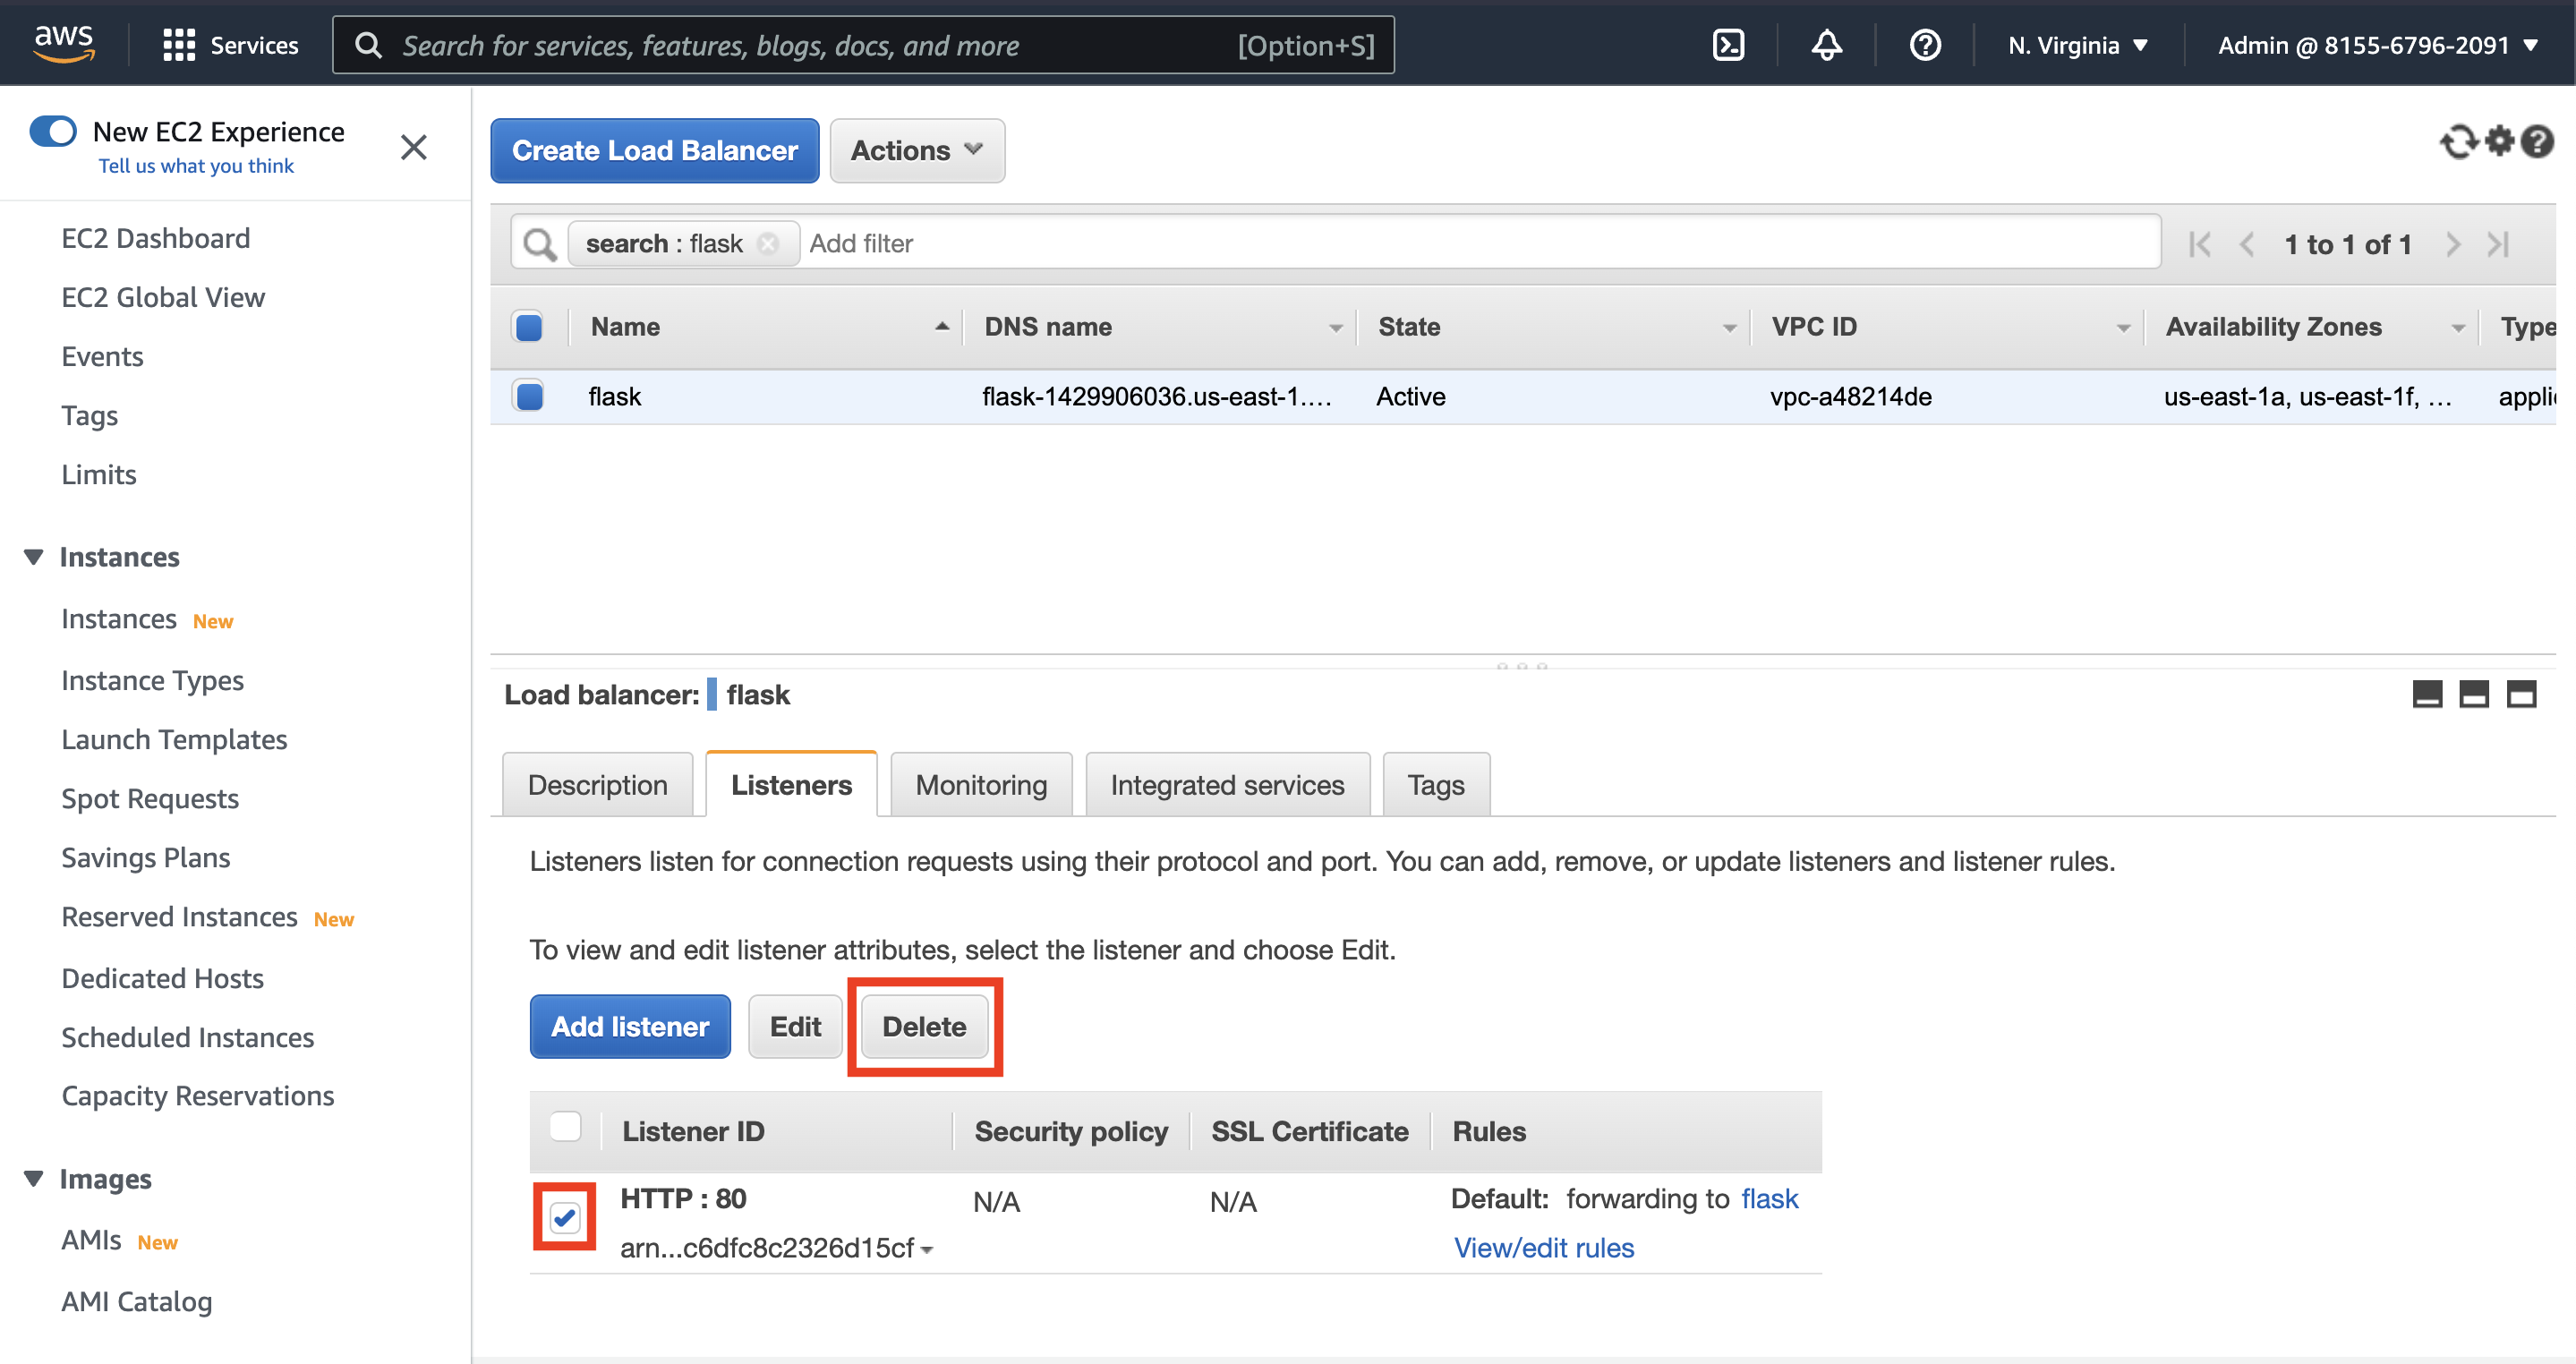 aws
Services
Search for services, features, blogs, docs, and more
[Option+S]
N. Virginia
Admin @ 8155-6796-2091
New EC2 Experience
Tell us what you think
EC2 Dashboard
EC2 Global View
Events
Tags
Limits
Instances
Instances New
Instance Types
Launch Templates
Spot Requests
Savings Plans
Reserved Instances New
Dedicated Hosts
Scheduled Instances
Capacity Reservations
Images
AMIs New
AMI Catalog
Create Load Balancer
Actions
search : flask
Add filter
1 to 1 of 1
Name
DNS name
State
VPC ID
Availability Zones
Type
flask
flask-1429906036.us-east-1....
Active
vpc-a48214de
us-east-1a, us-east-1f, ...
appli
Load balancer: flask
Description
Listeners
Monitoring
Integrated services
Tags
Listeners listen for connection requests using their protocol and port. You can add, remove, or update listeners and listener rules.
To view and edit listener attributes, select the listener and choose Edit.
Add listener
Edit
Delete
Listener ID
Security policy
SSL Certificate
Rules
HTTP : 80
N/A
N/A
Default: forwarding to flask
arn...c6dfc8c2326d15cf
View/edit rules